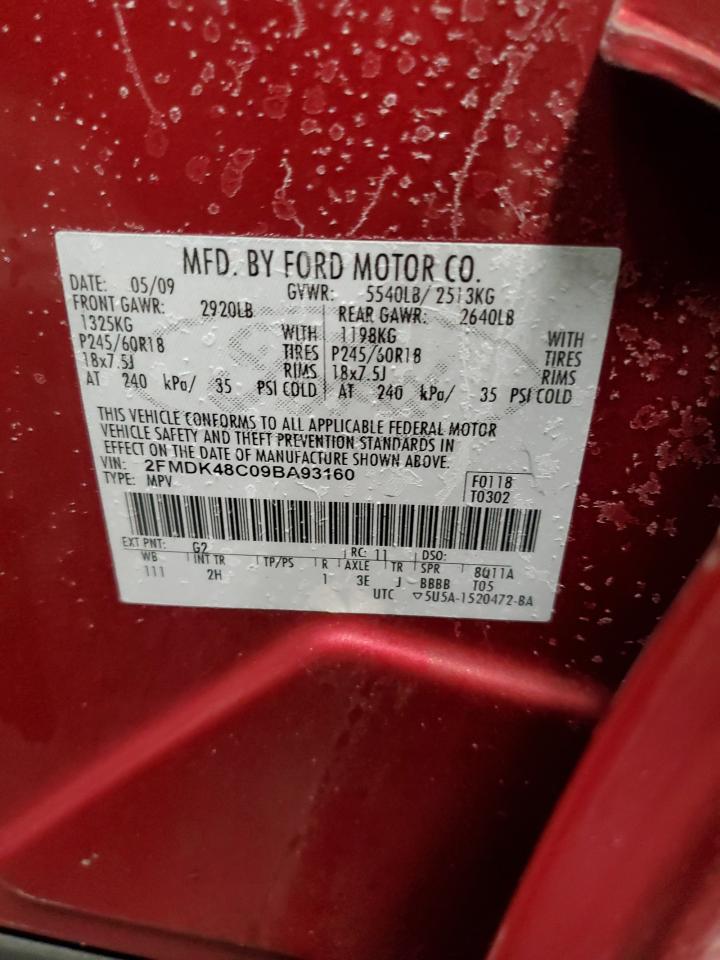 MFD. BY FORD MOTOR CO.
DATE: 05/09 GVWR: 5540LB/ 2513KG
FRONT GAWR: 2920LB REAR GAWR: 2640LB
1325KG WITH 1198KG WITH
P245/60R18 TIRES P245/60R18 TIRES
18x7.5J RIMS 18x7.5J RIMS
AT 240 kPa/ 35 PSI COLD AT 240 kPa/ 35 PSI COLD
THIS VEHICLE CONFORMS TO ALL APPLICABLE FEDERAL MOTOR
VEHICLE SAFETY AND THEFT PREVENTION STANDARDS IN
EFFECT ON THE DATE OF MANUFACTURE SHOWN ABOVE.
VIN: 2FMDK48C09BA93160 F0118
TYPE: MPV T0302
EXT PNT: G2 RC: 11 DSO:
WB INT TR TP/PS R AXLE TR SPR 8U11A
111 2H 1 3E J BBBB T05
UTC ▽5U5A-1520472-BA